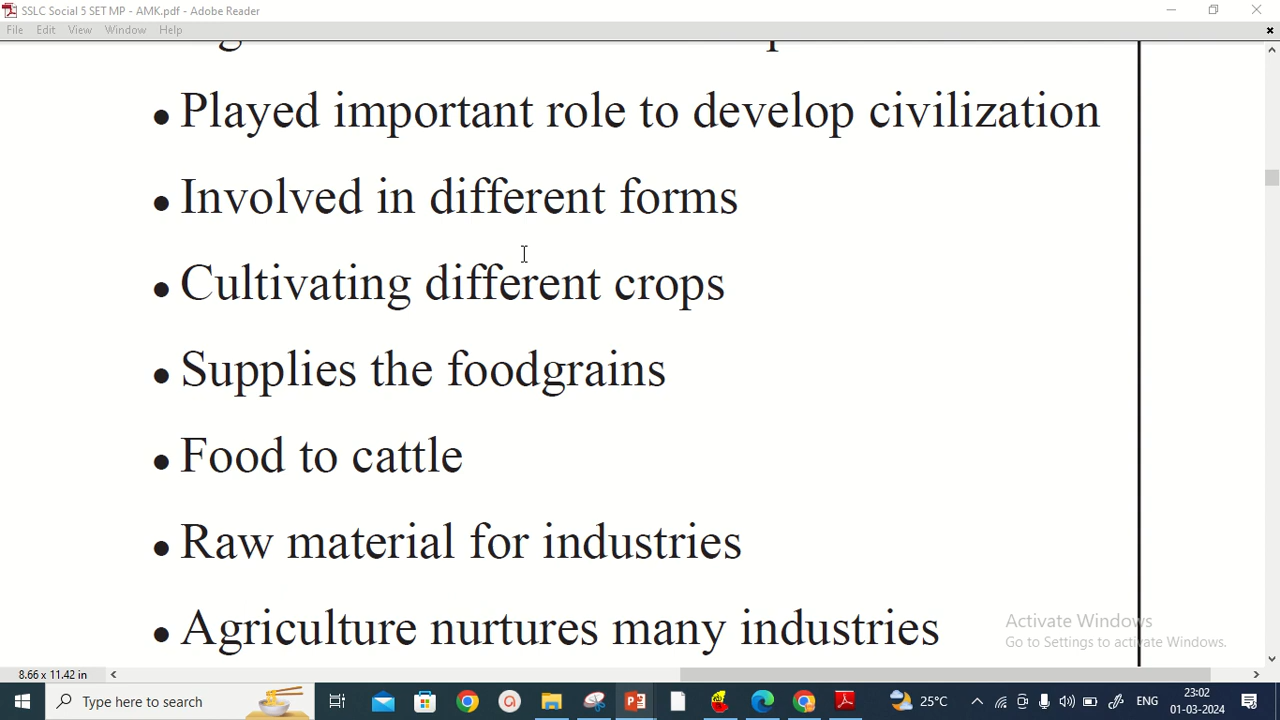 SSLC Social 5 SET MP - AMK.pdf - Adobe Reader
File Edit View Window Help
• Played important role to develop civilization
• Involved in different forms
• Cultivating different crops
• Supplies the foodgrains
• Food to cattle
• Raw material for industries
• Agriculture nurtures many industries
Activate Windows
Go to Settings to activate Windows.
8.66 x 11.42 in
Type here to search
25°C
ENG
23:02
01-03-2024